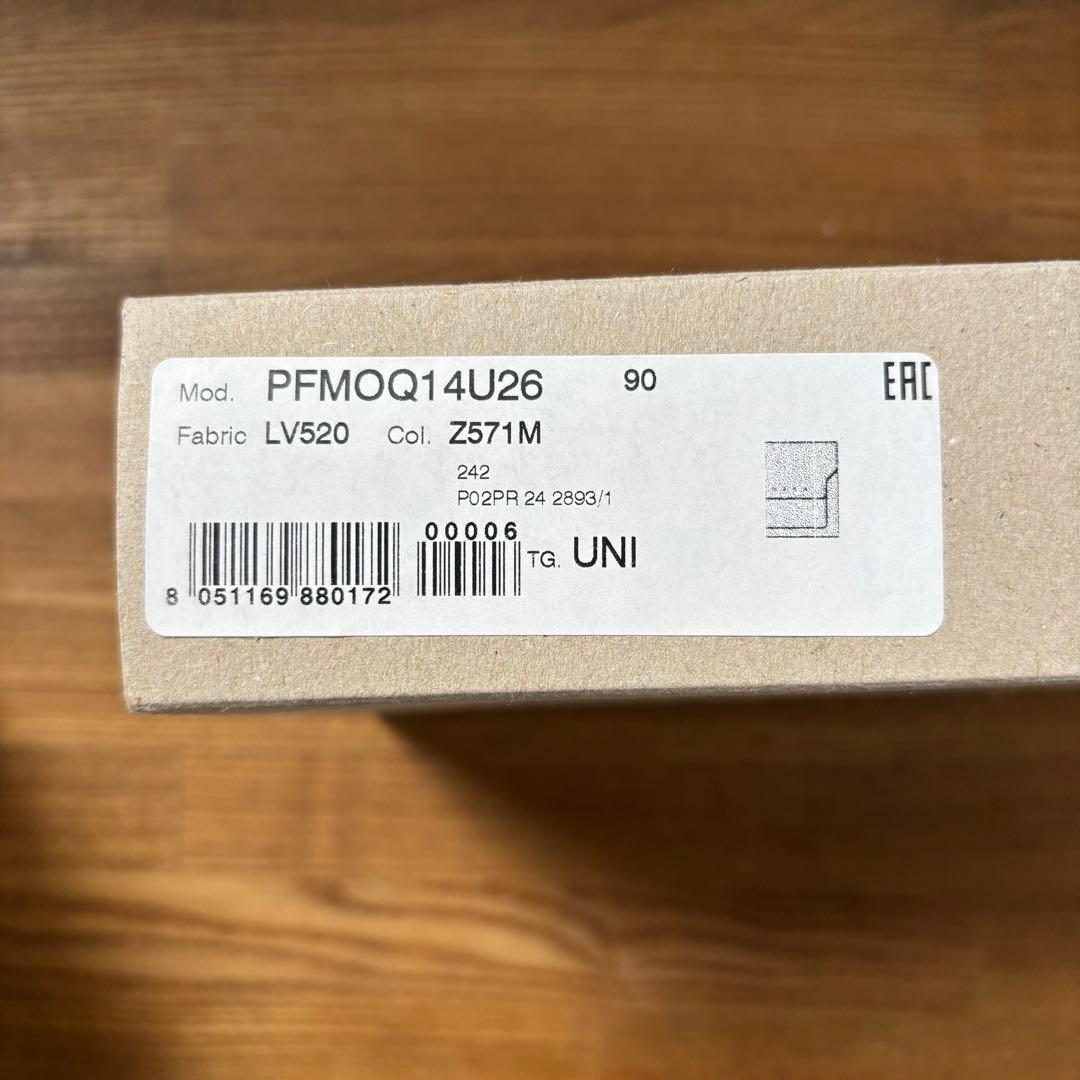 Mod. PFMOQ14U26 90 EAC
Fabric LV520 Col. Z571M
242
P02PR 24 2893/1
00006
TG. UNI
8 051169 880172